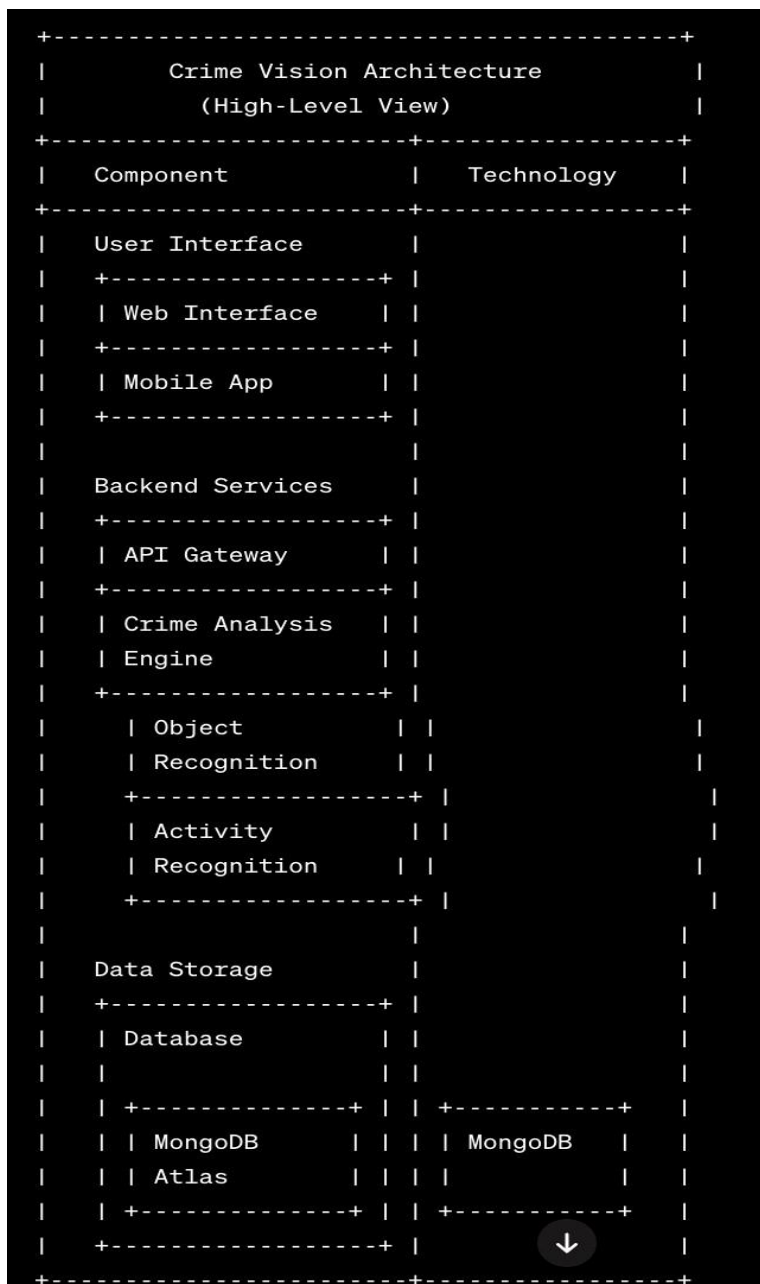 +------------------------------------------+
|        Crime Vision Architecture          |
|          (High-Level View)                |
+------------------------+-----------------+
|   Component            |   Technology    |
+------------------------+-----------------+
|   User Interface       |                 |
|   +------------------+ |                 |
|   | Web Interface    | |                 |
|   +------------------+ |                 |
|   | Mobile App       | |                 |
|   +------------------+ |                 |
|                        |                 |
|   Backend Services     |                 |
|   +------------------+ |                 |
|   | API Gateway      | |                 |
|   +------------------+ |                 |
|   | Crime Analysis   | |                 |
|   | Engine           | |                 |
|   +------------------+ |                 |
|     | Object          | |                 |
|     | Recognition     | |                 |
|     +------------------+ |                 |
|     | Activity         | |                 |
|     | Recognition     | |                 |
|     +------------------+ |                 |
|                        |                 |
|   Data Storage         |                 |
|   +------------------+ |                 |
|   | Database         | |                 |
|   |                  | |                 |
|   | +--------------+ | | +-----------+   |
|   | | MongoDB      | | | | MongoDB   |   |
|   | | Atlas        | | | |           |   |
|   | +--------------+ | | +-----------+   |
|   +------------------+ |                 |
+------------------------+-----------------+